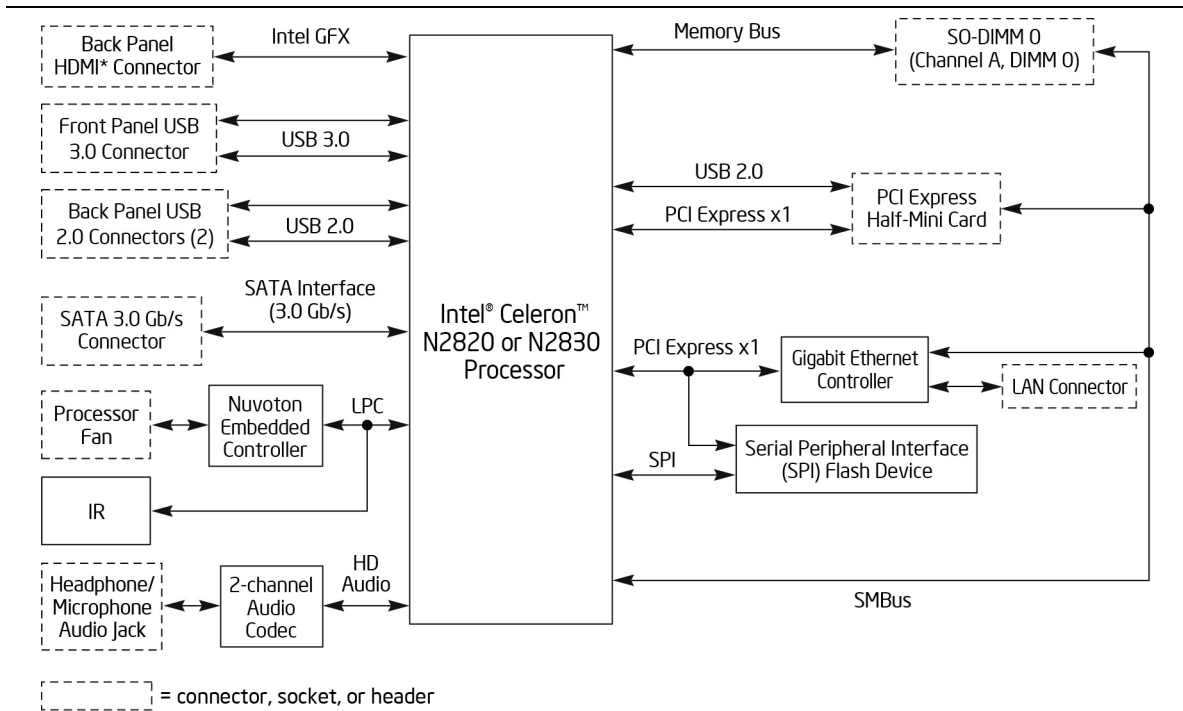 Back Panel
HDMI* Connector
Intel GFX
Front Panel USB
3.0 Connector
USB 3.0
Back Panel USB
2.0 Connectors (2)
USB 2.0
SATA Interface
(3.0 Gb/s)
SATA 3.0 Gb/s
Connector
Processor
Fan
Nuvoton
Embedded
Controller
LPC
IR
Headphone/
Microphone
Audio Jack
2-channel
Audio
Codec
HD
Audio
Intel® Celeron™
N2820 or N2830
Processor
Memory Bus
SO-DIMM 0
(Channel A, DIMM 0)
USB 2.0
PCI Express x1
PCI Express
Half-Mini Card
PCI Express x1
Gigabit Ethernet
Controller
LAN Connector
SPI
Serial Peripheral Interface
(SPI) Flash Device
SMBus
= connector, socket, or header